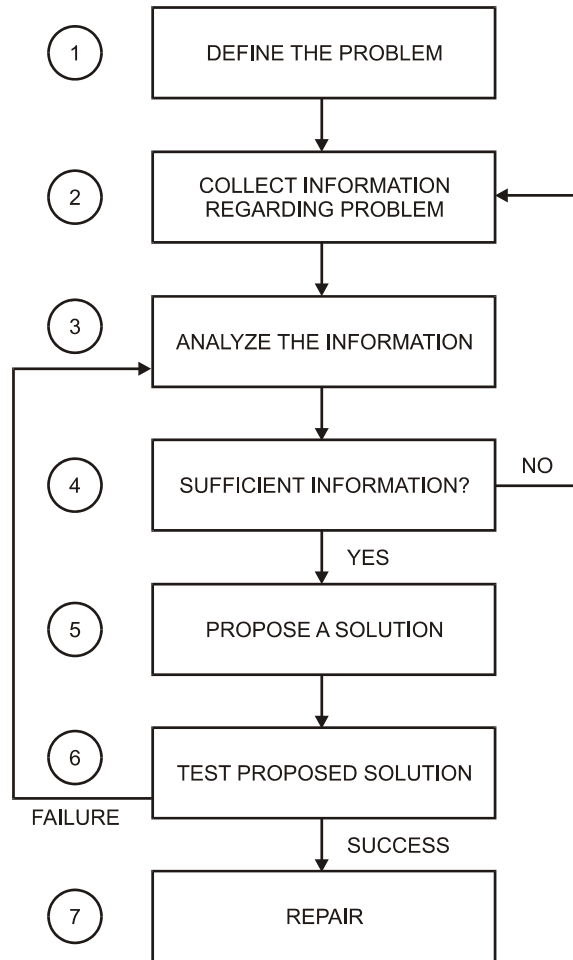 1
DEFINE THE PROBLEM
2
COLLECT INFORMATION
REGARDING PROBLEM
3
ANALYZE THE INFORMATION
4
SUFFICIENT INFORMATION?
NO
YES
5
PROPOSE A SOLUTION
6
TEST PROPOSED SOLUTION
FAILURE
SUCCESS
7
REPAIR